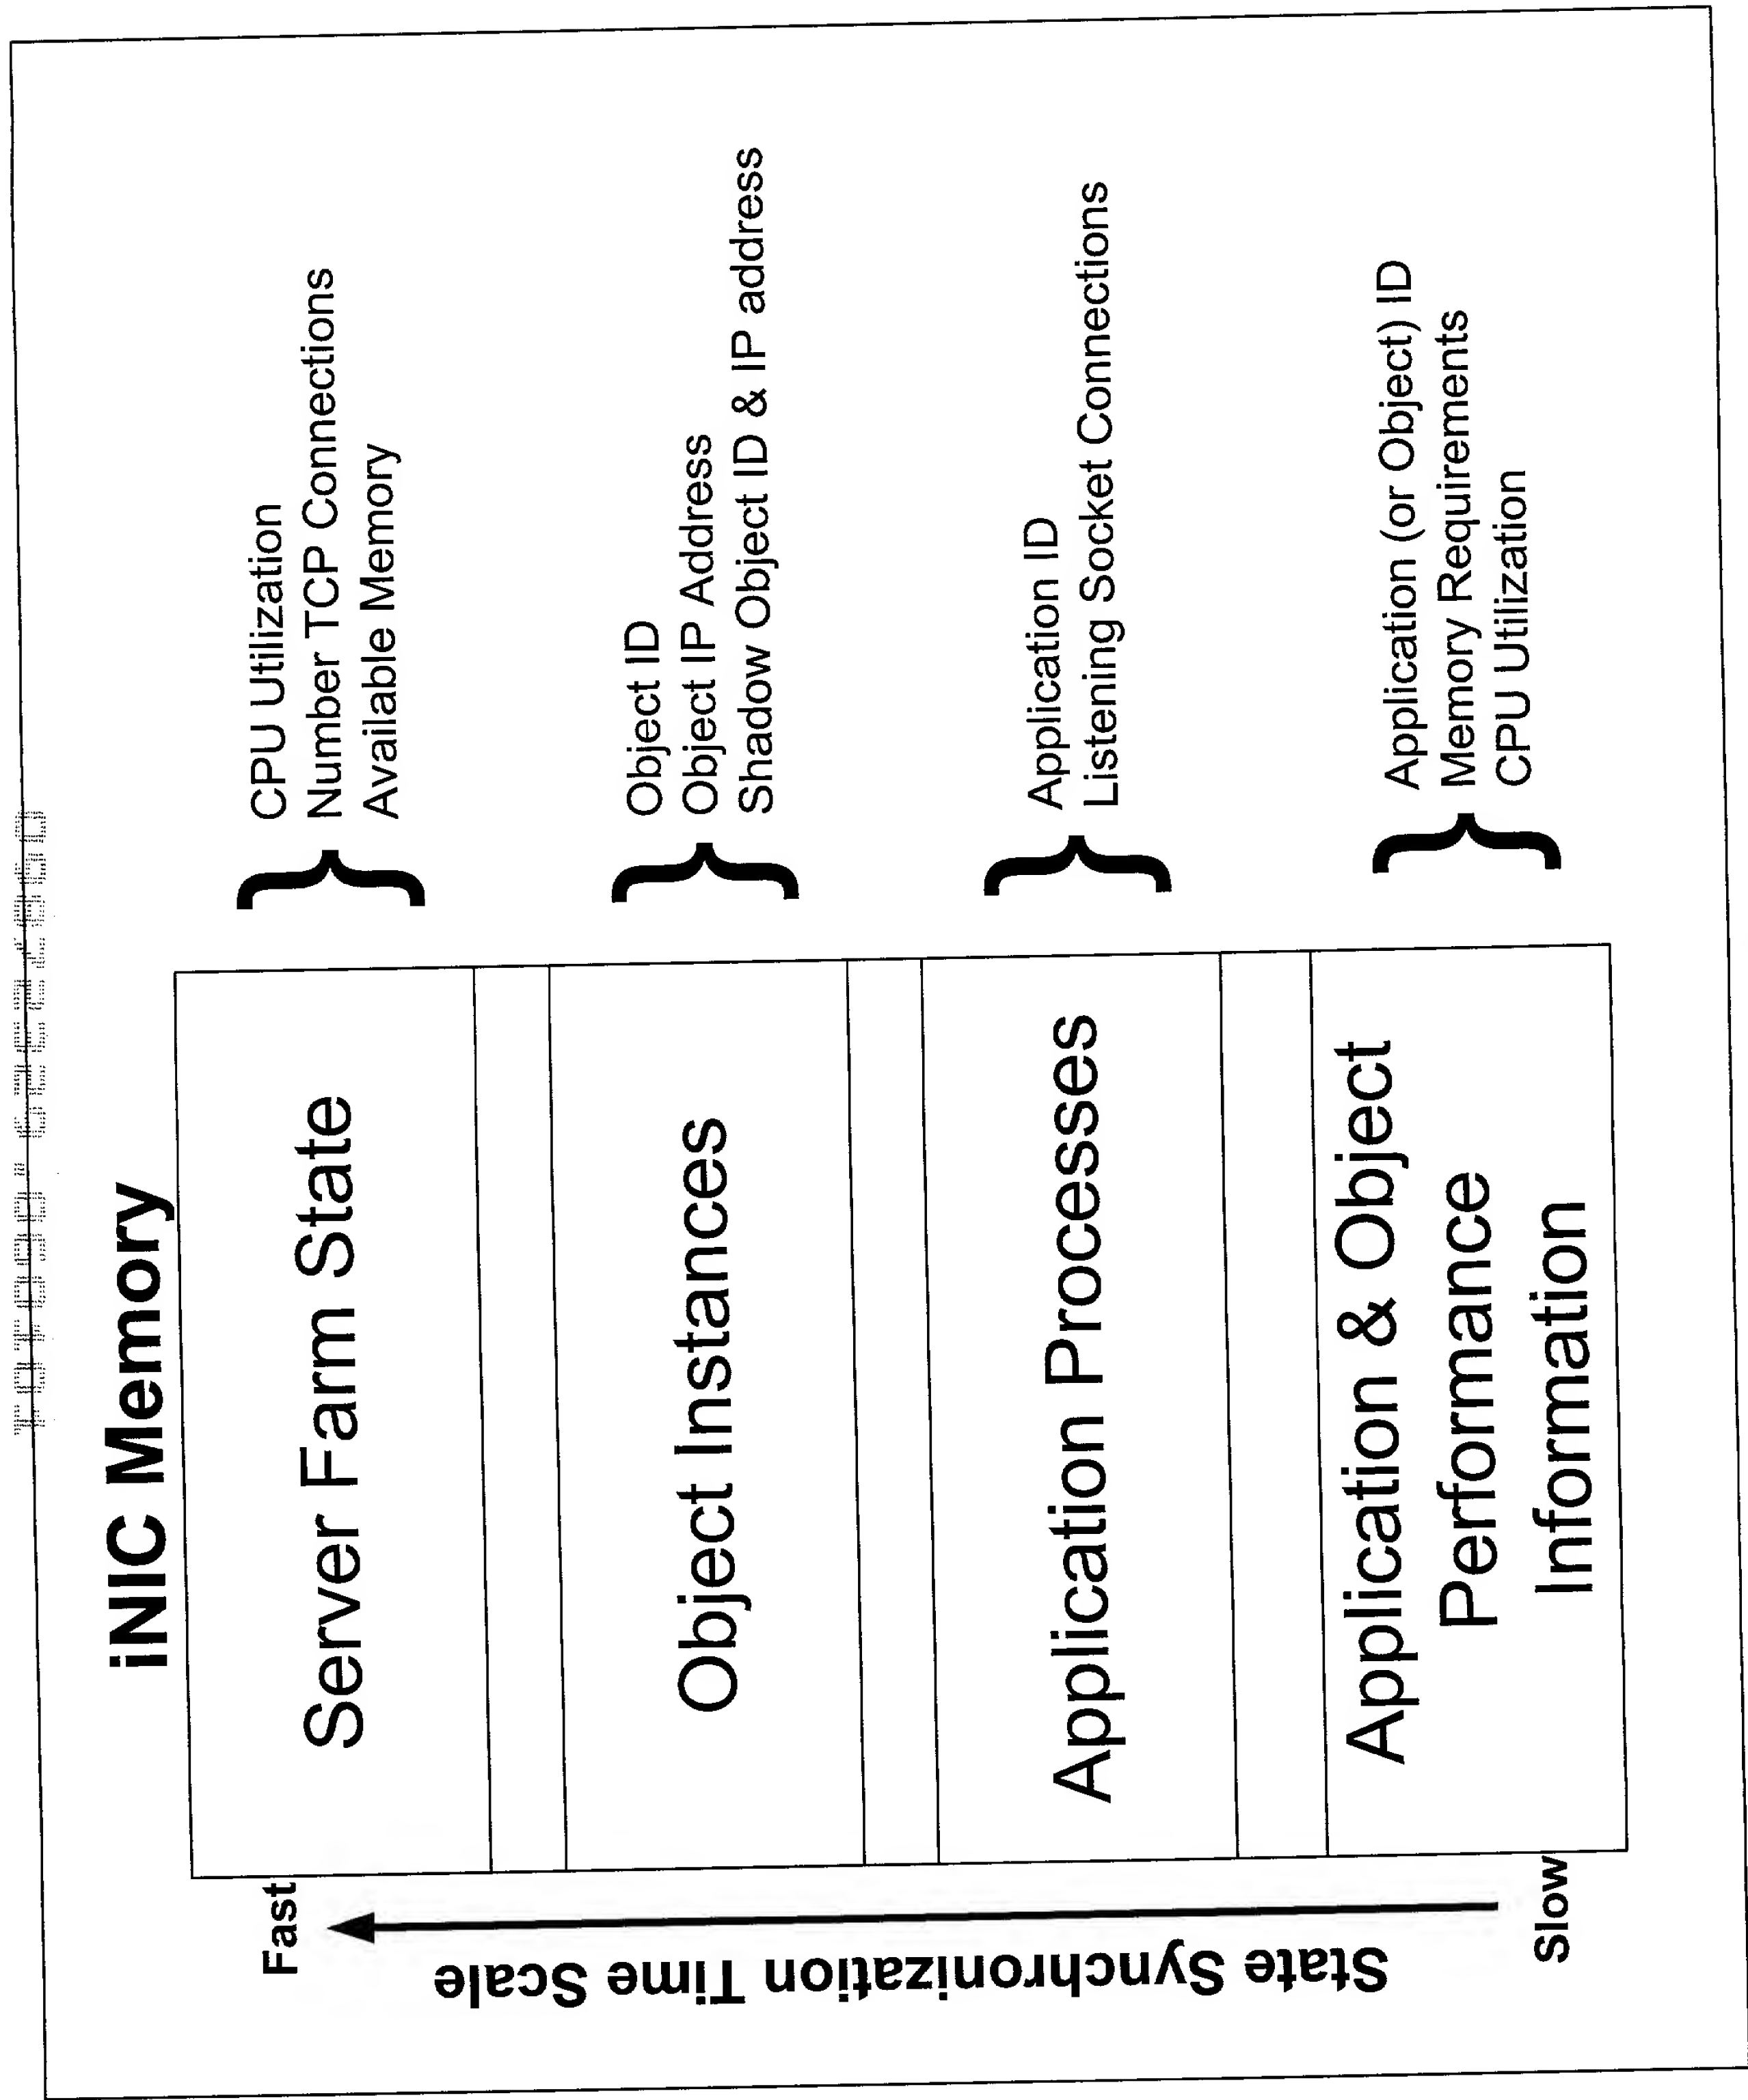 iNIC Memory
Fast
State Synchronization Time Scale
Slow
Server Farm State
CPU Utilization
Number TCP Connections
Available Memory
Object Instances
Object ID
Object IP Address
Shadow Object ID & IP address
Application Processes
Application ID
Listening Socket Connections
Application & Object
Performance
Information
Application (or Object) ID
Memory Requirements
CPU Utilization